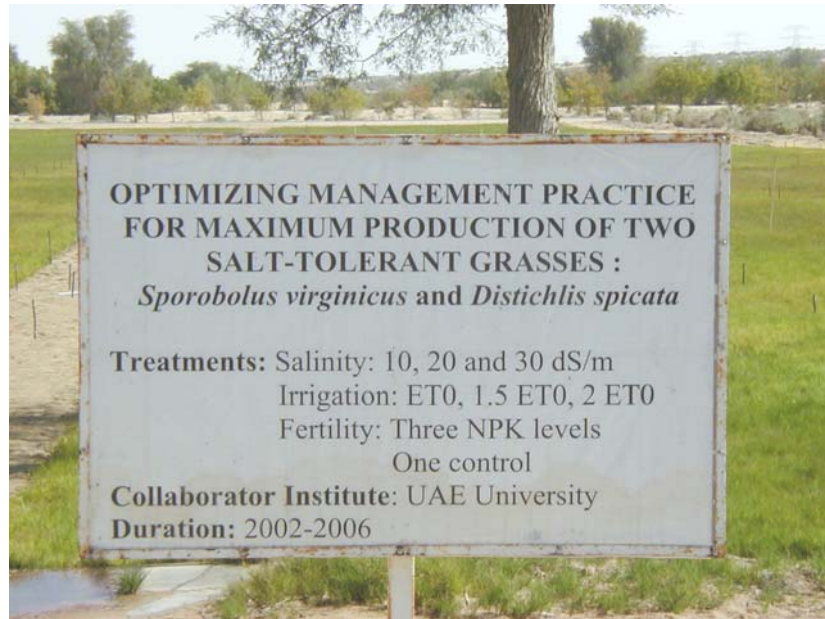 OPTIMIZING MANAGEMENT PRACTICE
FOR MAXIMUM PRODUCTION OF TWO
SALT-TOLERANT GRASSES :
Sporobolus virginicus and Distichlis spicata
Treatments: Salinity: 10, 20 and 30 dS/m
Irrigation: ET0, 1.5 ET0, 2 ET0
Fertility: Three NPK levels
One control
Collaborator Institute: UAE University
Duration: 2002-2006